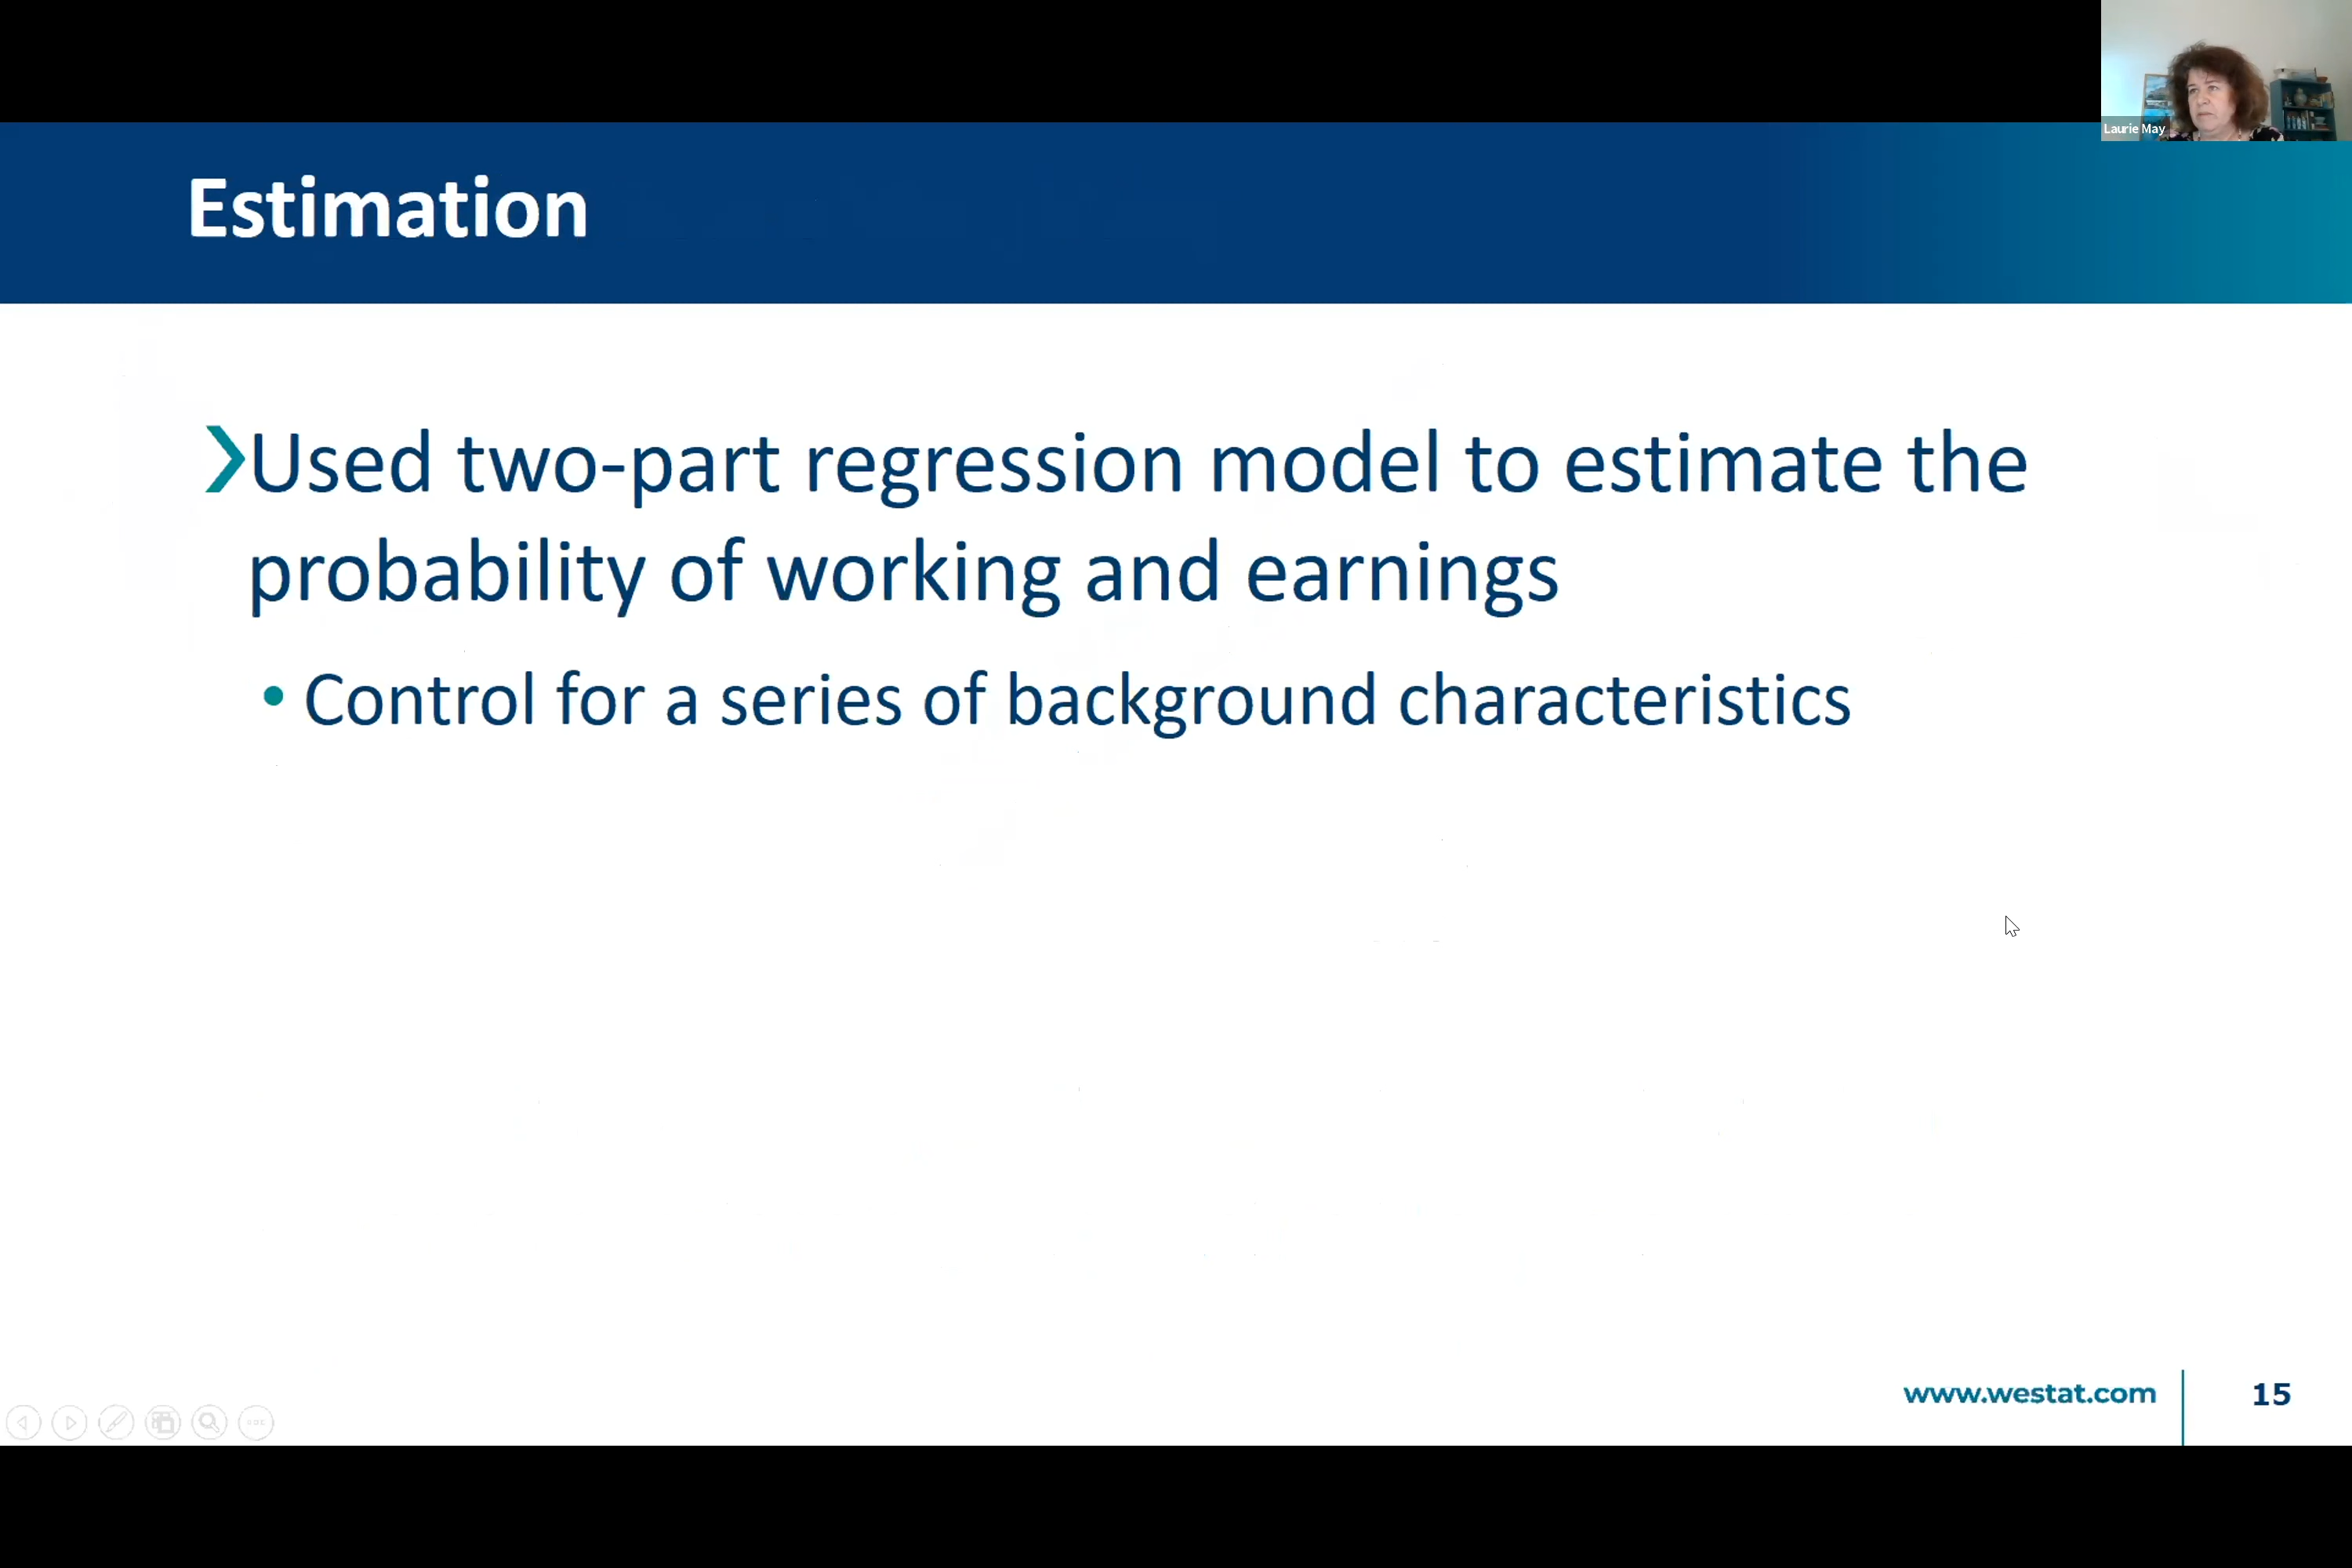 Laurie May
Estimation
Used two-part regression model to estimate the
probability of working and earnings
• Control for a series of background characteristics
www.westat.com
15